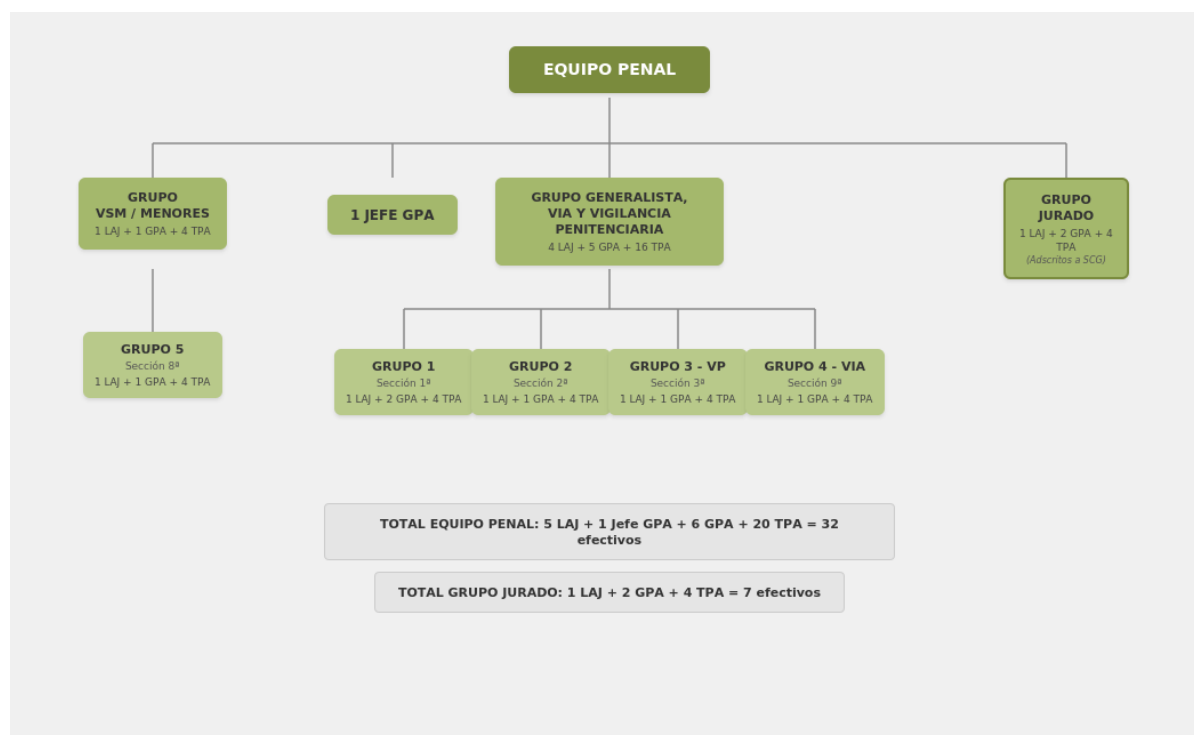 EQUIPO PENAL
GRUPO
VSM / MENORES
1 LAJ + 1 GPA + 4 TPA
1 JEFE GPA
GRUPO GENERALISTA,
VIA Y VIGILANCIA
PENITENCIARIA
4 LAJ + 5 GPA + 16 TPA
GRUPO
JURADO
1 LAJ + 2 GPA + 4
TPA
(Adscritos a SCG)
GRUPO 5
Sección 8ª
1 LAJ + 1 GPA + 4 TPA
GRUPO 1
Sección 1ª
1 LAJ + 2 GPA + 4 TPA
GRUPO 2
Sección 2ª
1 LAJ + 1 GPA + 4 TPA
GRUPO 3 - VP
Sección 3ª
1 LAJ + 1 GPA + 4 TPA
GRUPO 4 - VIA
Sección 9ª
1 LAJ + 1 GPA + 4 TPA
TOTAL EQUIPO PENAL: 5 LAJ + 1 Jefe GPA + 6 GPA + 20 TPA = 32
efectivos
TOTAL GRUPO JURADO: 1 LAJ + 2 GPA + 4 TPA = 7 efectivos